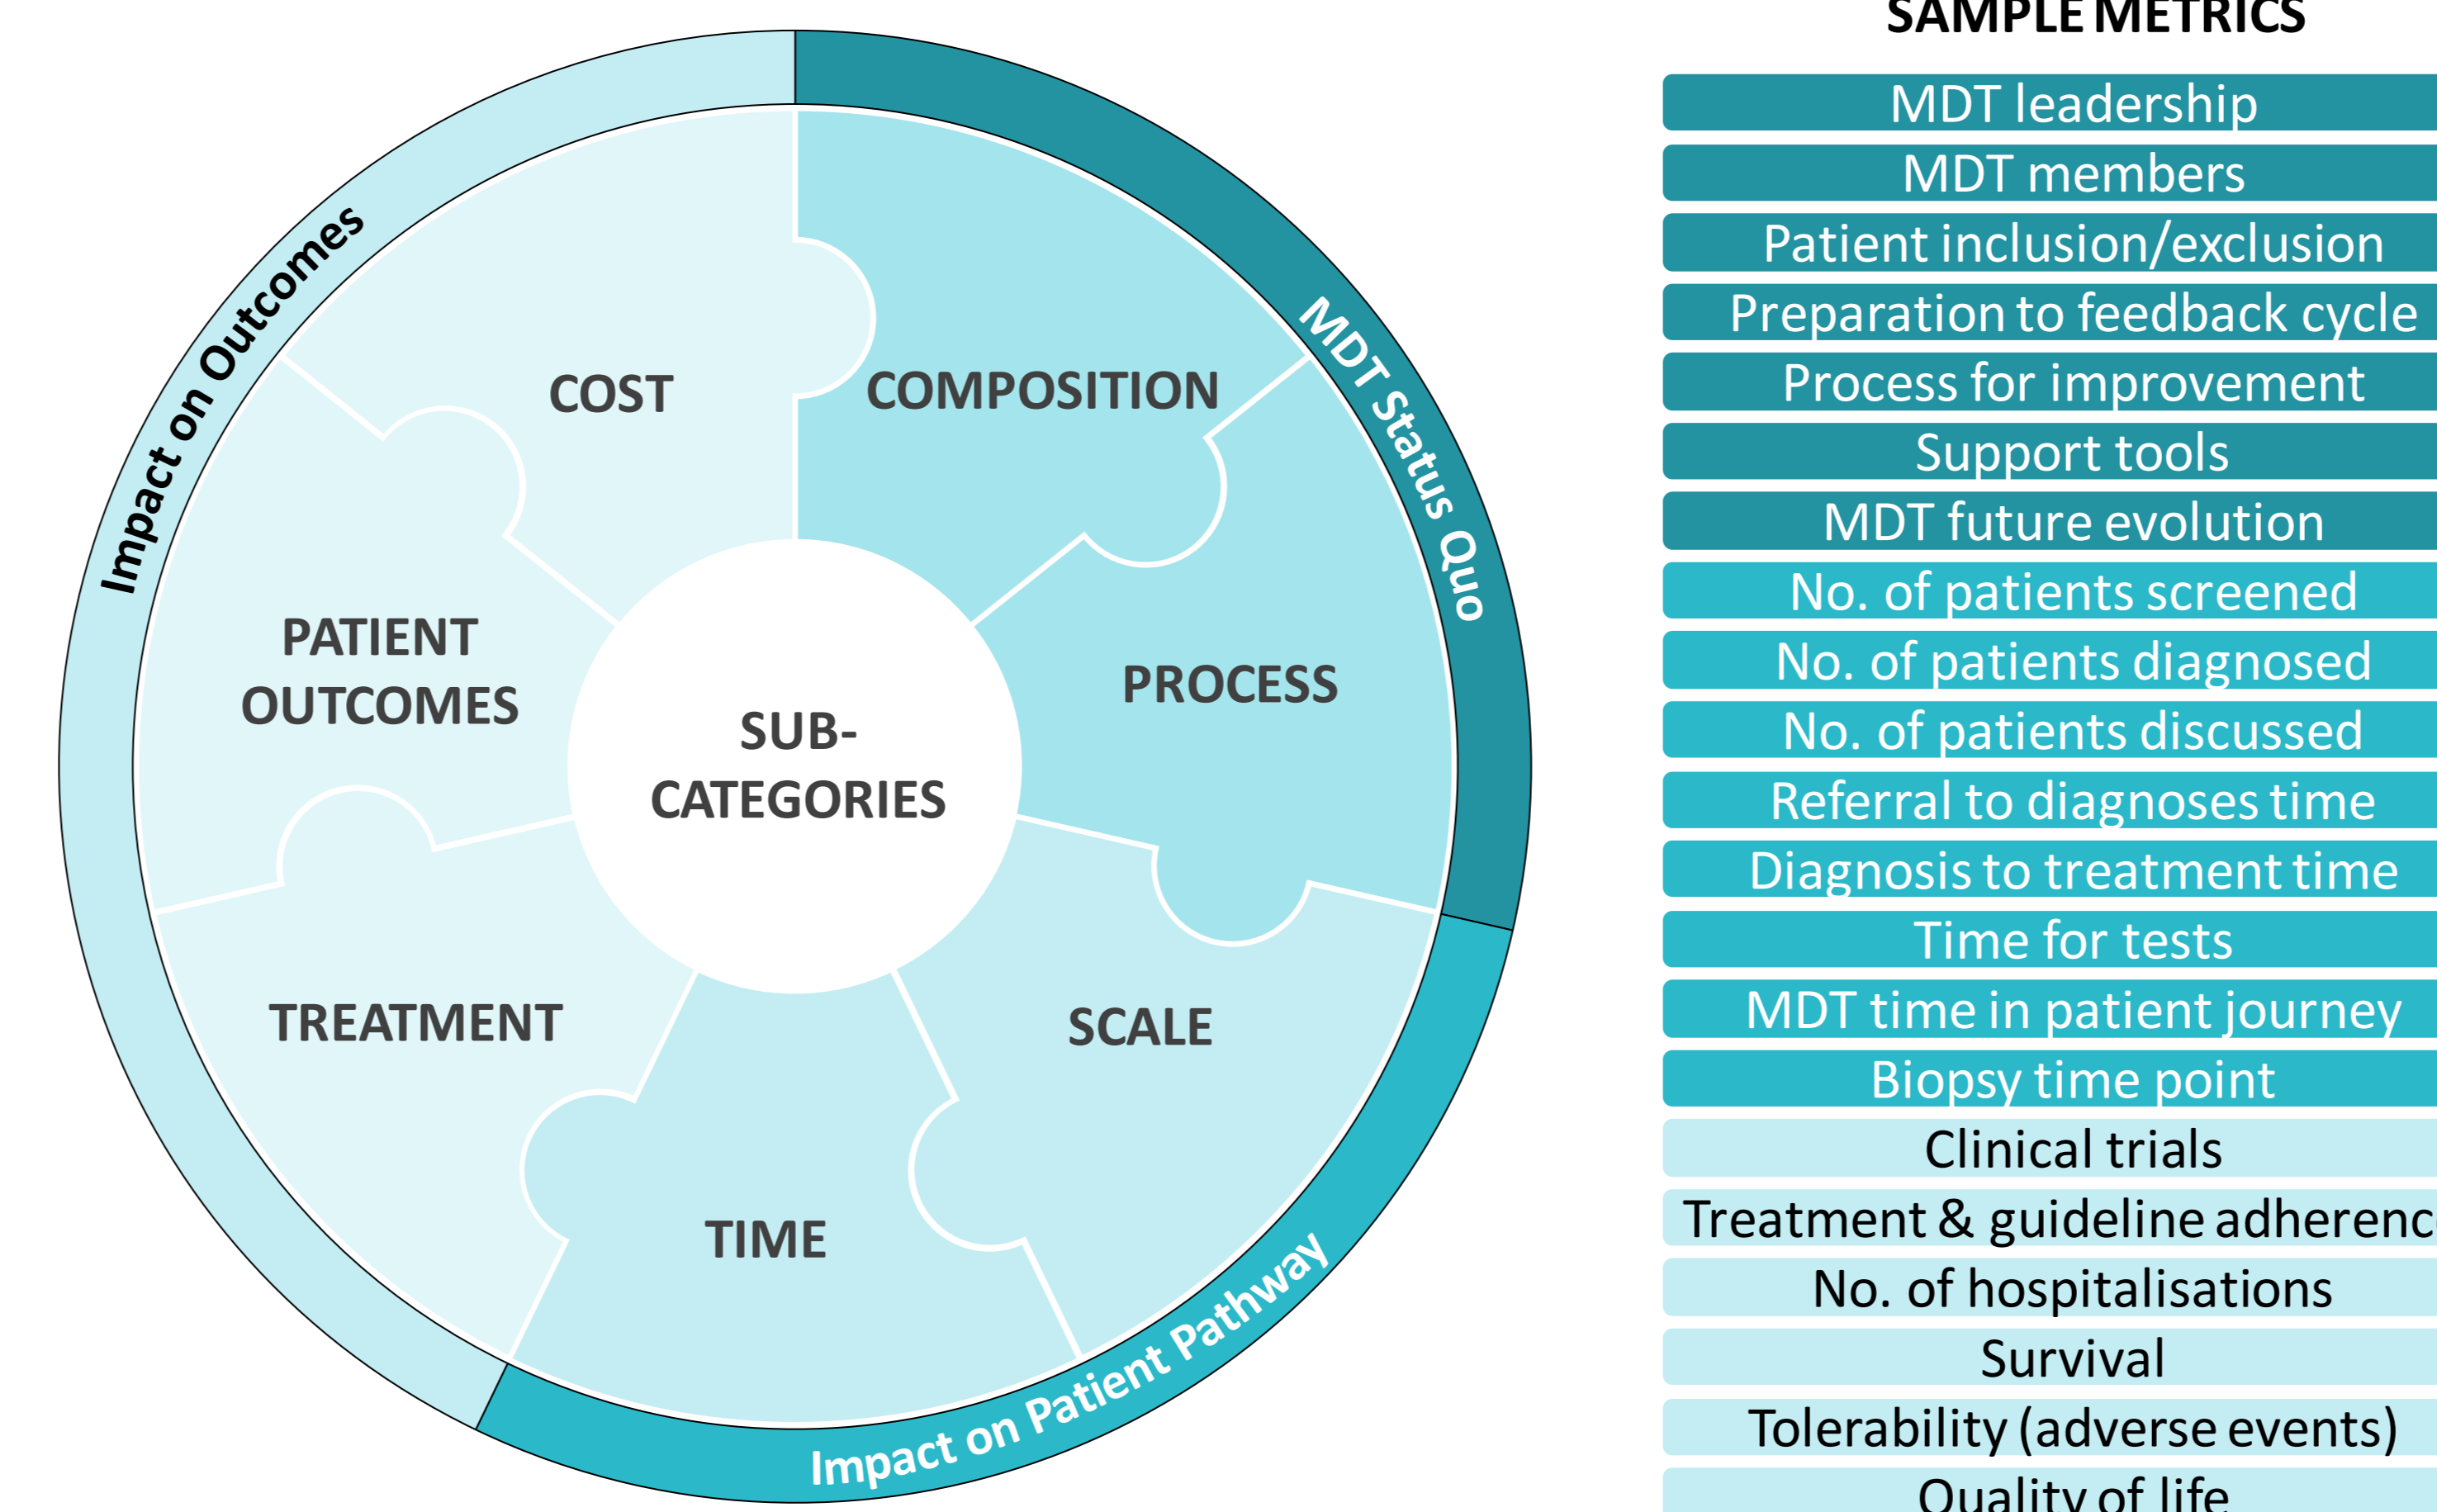 SAMPLE METRICS
Impact on Outcomes
MDT Status Quo
Impact on Patient Pathway
COST
COMPOSITION
PATIENT
OUTCOMES
PROCESS
SUB-
CATEGORIES
TREATMENT
SCALE
TIME
MDT leadership
MDT members
Patient inclusion/exclusion
Preparation to feedback cycle
Process for improvement
Support tools
MDT future evolution
No. of patients screened
No. of patients diagnosed
No. of patients discussed
Referral to diagnoses time
Diagnosis to treatment time
Time for tests
MDT time in patient journey
Biopsy time point
Clinical trials
Treatment & guideline adherence
No. of hospitalisations
Survival
Tolerability (adverse events)
Quality of life